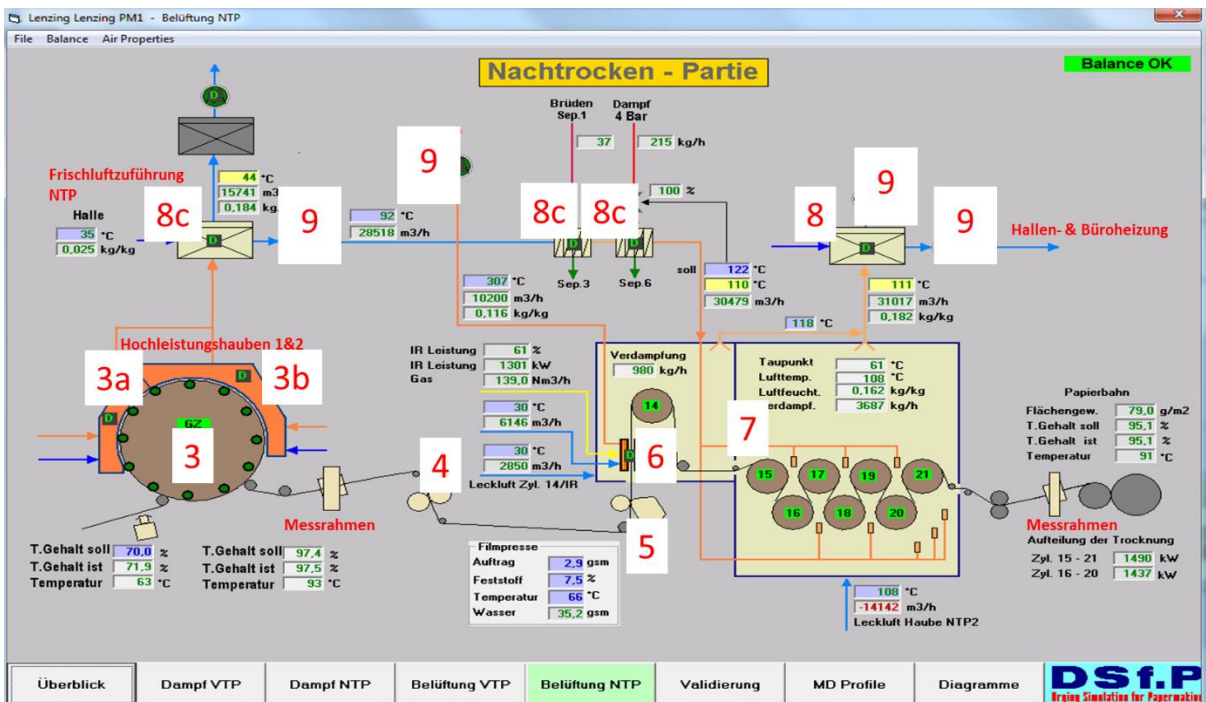 Lenzing Lenzing PM1 - Belüftung NTP
File Balance Air Properties
Nachtrocken - Partie
Balance OK
Brüden
Sep.1
Dampf
4 Bar
37
215 kg/h
100 %
Frischluftzuführung
NTP
Halle
35 °C
0,025 kg/kg
8c
44 °C
15741
0,184
9
92 °C
28518 m3/h
9
8c
8c
Sep.3
Sep.6
soll 122 °C
110 °C
30479 m3/h
8
9
9
Hallen- & Büroheizung
111 °C
31017 m3/h
0,182 kg/kg
307 °C
10200 m3/h
0,116 kg/kg
118 °C
Hochleistungshauben 1&2
3a
3b
GZ
3
IR Leistung 61 %
IR Leistung 1301 kW
Gas 139,0 Nm3/h
30 °C
6146 m3/h
30 °C
2850 m3/h
Leckluft Zyl. 14/IR
Verdampfung
980 kg/h
14
6
7
Taupunkt 61 °C
Lufttemp. 108 °C
Luftfeucht. 0,162 kg/kg
3687 kg/h
15
17
19
21
16
18
20
Papierbahn
Flächengew. 79,0 g/m2
T.Gehalt soll 95,1 %
T.Gehalt ist 95,1 %
Temperatur 91 °C
4
5
Messrahmen
T.Gehalt soll 70,0 %
T.Gehalt ist 71,9 %
Temperatur 63 °C
T.Gehalt soll 97,4 %
T.Gehalt ist 97,5 %
Temperatur 93 °C
Filmpresse
Auftrag 2,9 gsm
Feststoff 7,5 %
Temperatur 66 °C
Wasser 35,2 gsm
108 °C
-14142 m3/h
Leckluft Haube NTP2
Messrahmen
Aufteilung der Trocknung
Zyl. 15 - 21 1490 kW
Zyl. 16 - 20 1437 kW
Überblick
Dampf VTP
Dampf NTP
Belüftung VTP
Belüftung NTP
Validierung
MD Profile
Diagramme
DSf.P